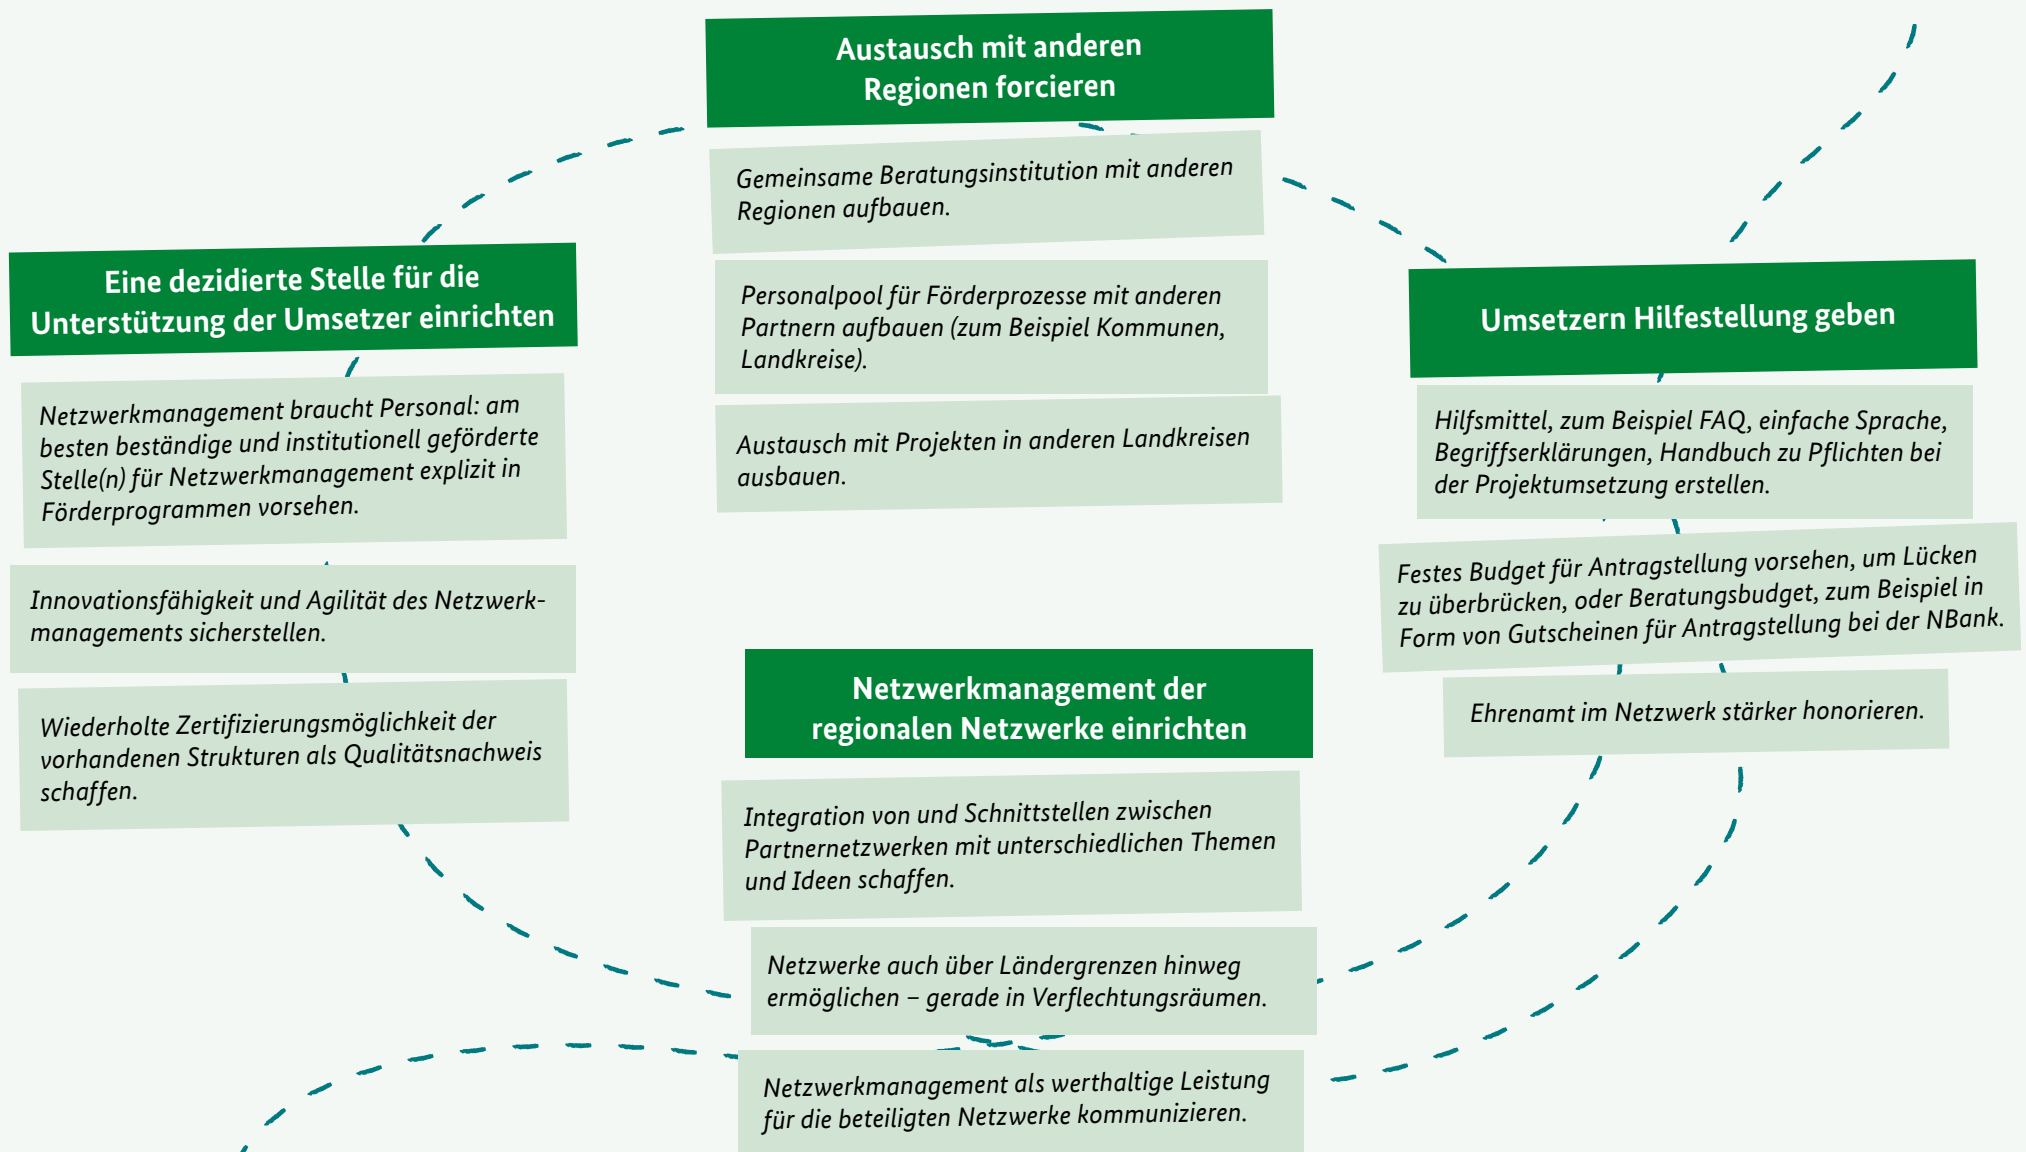 Austausch mit anderen
Regionen forcieren
Gemeinsame Beratungsinstitution mit anderen
Regionen aufbauen.
Personalpool für Förderprozesse mit anderen
Partnern aufbauen (zum Beispiel Kommunen,
Landkreise).
Austausch mit Projekten in anderen Landkreisen
ausbauen.
Eine dezidierte Stelle für die
Unterstützung der Umsetzer einrichten
Netzwerkmanagement braucht Personal: am
besten beständige und institutionell geförderte
Stelle(n) für Netzwerkmanagement explizit in
Förderprogrammen vorsehen.
Innovationsfähigkeit und Agilität des Netzwerk-
managements sicherstellen.
Wiederholte Zertifizierungsmöglichkeit der
vorhandenen Strukturen als Qualitätsnachweis
schaffen.
Umsetzern Hilfestellung geben
Hilfsmittel, zum Beispiel FAQ, einfache Sprache,
Begriffserklärungen, Handbuch zu Pflichten bei
der Projektumsetzung erstellen.
Festes Budget für Antragstellung vorsehen, um Lücken
zu überbrücken, oder Beratungsbudget, zum Beispiel in
Form von Gutscheinen für Antragstellung bei der NBank.
Ehrenamt im Netzwerk stärker honorieren.
Netzwerkmanagement der
regionalen Netzwerke einrichten
Integration von und Schnittstellen zwischen
Partnernetzwerken mit unterschiedlichen Themen
und Ideen schaffen.
Netzwerke auch über Ländergrenzen hinweg
ermöglichen – gerade in Verflechtungsräumen.
Netzwerkmanagement als werthaltige Leistung
für die beteiligten Netzwerke kommunizieren.